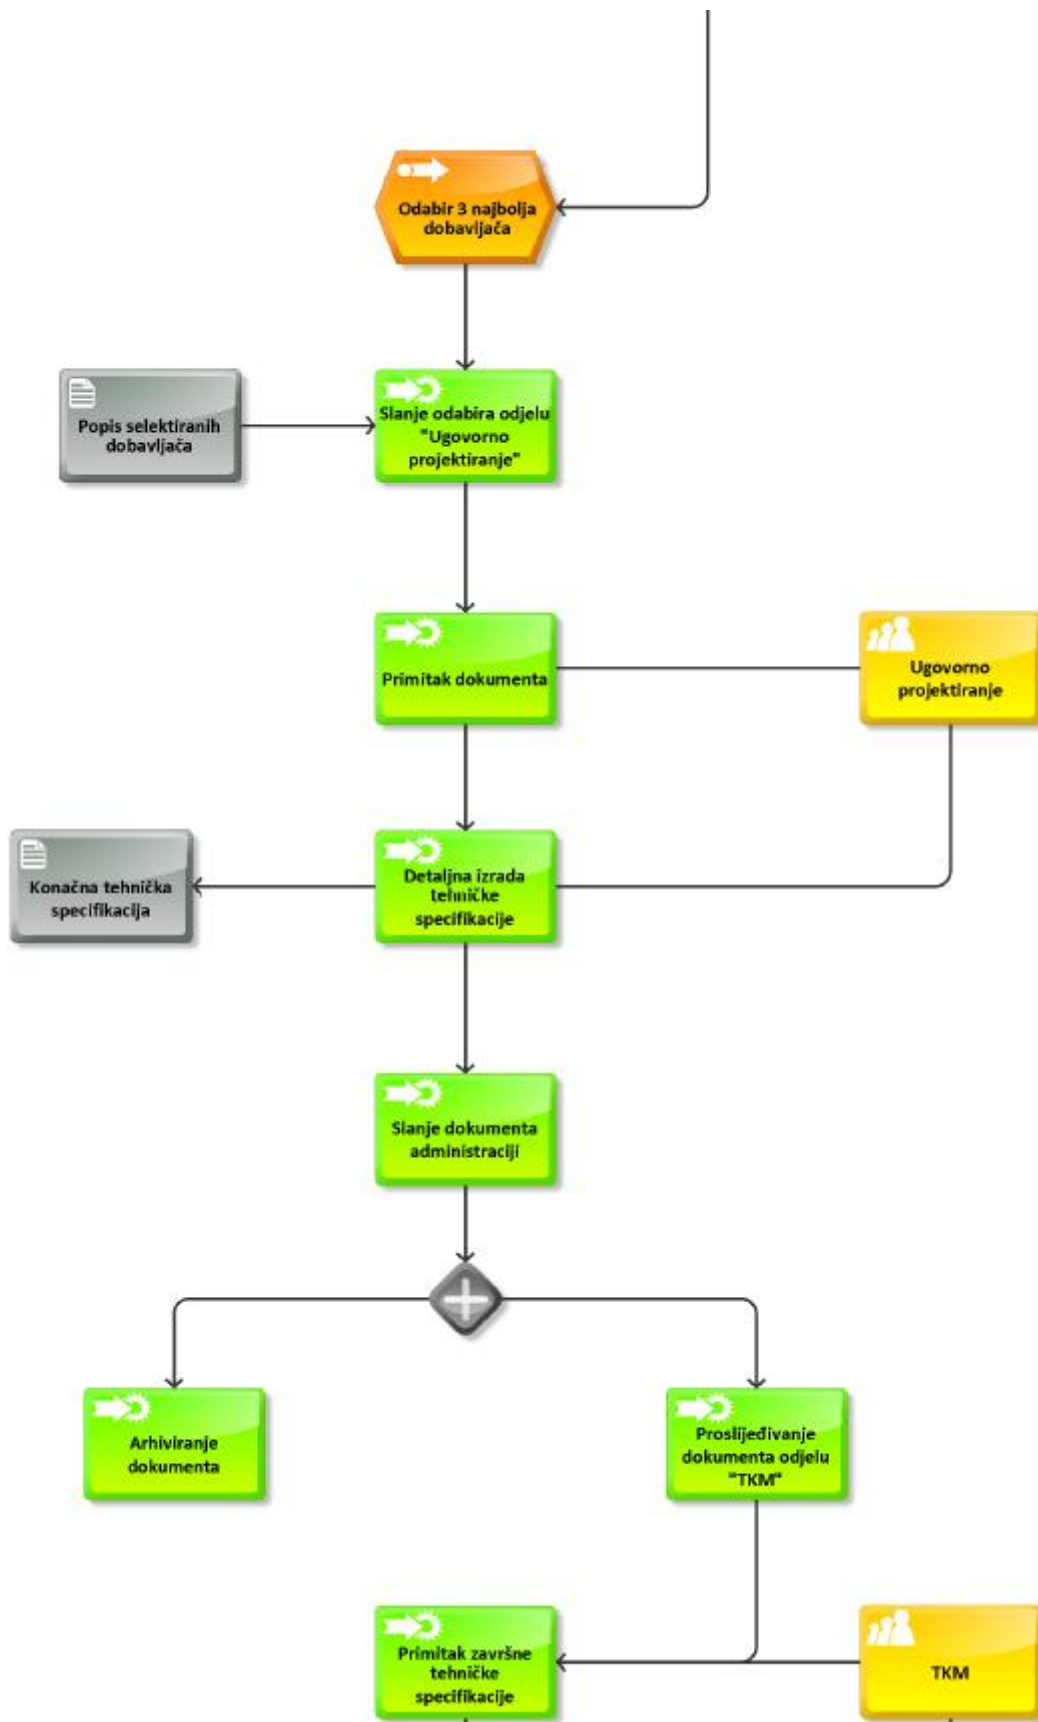 Odabir 3 najbolja
dobavljača
Popis selektiranih
dobavljača
Slanje odabira odjelu
"Ugovorno
projektiranje"
Primitak dokumenta
Ugovorno
projektiranje
Konačna tehnička
specifikacija
Detaljna izrada
tehničke
specifikacije
Slanje dokumenta
administraciji
Arhiviranje
dokumenta
Proslijeđivanje
dokumenta odjelu
"TKM"
Primitak završne
tehničke
specifikacije
TKM